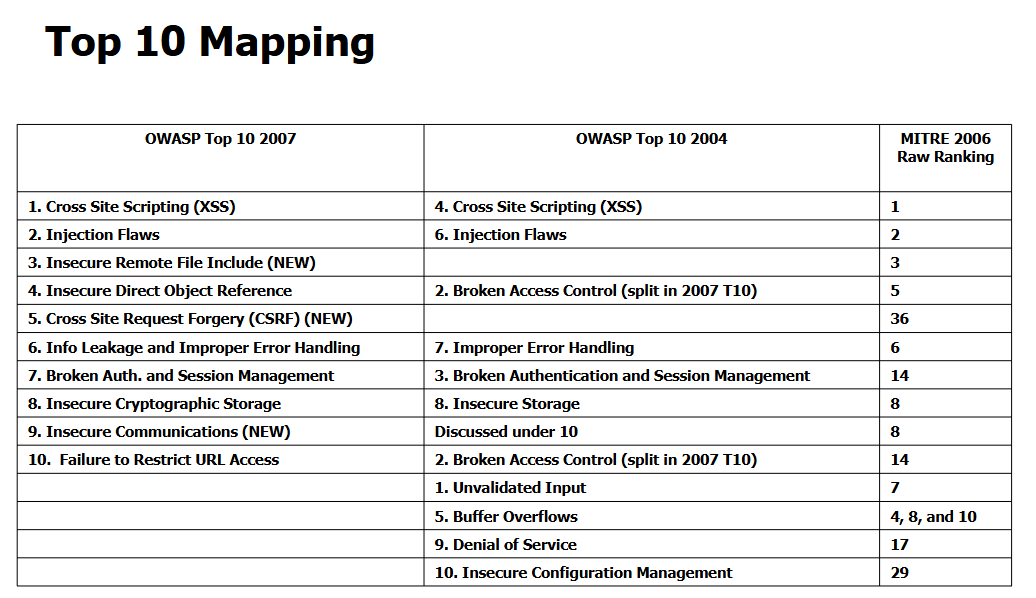 Top 10 Mapping
OWASP Top 10 2007 OWASP Top 10 2004 MITRE 2006
Raw Ranking
1. Cross Site Scripting (XSS) 4. Cross Site Scripting (XSS) 1
2. Injection Flaws 6. Injection Flaws 2
3. Insecure Remote File Include (NEW) 3
4. Insecure Direct Object Reference 2. Broken Access Control (split in 2007 T10) 5
5. Cross Site Request Forgery (CSRF) (NEW) 36
6. Info Leakage and Improper Error Handling 7. Improper Error Handling 6
7. Broken Auth. and Session Management 3. Broken Authentication and Session Management 14
8. Insecure Cryptographic Storage 8. Insecure Storage 8
9. Insecure Communications (NEW) Discussed under 10 8
10. Failure to Restrict URL Access 2. Broken Access Control (split in 2007 T10) 14
1. Unvalidated Input 7
5. Buffer Overflows 4, 8, and 10
9. Denial of Service 17
10. Insecure Configuration Management 29